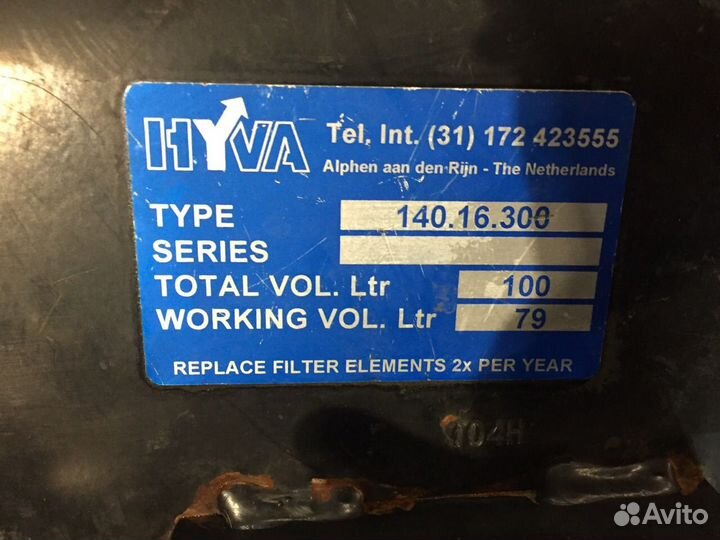 HYVA
Tel. Int. (31) 172 423555
Alphen aan den Rijn - The Netherlands
TYPE 140.16.300
SERIES
TOTAL VOL. Ltr 100
WORKING VOL. Ltr 79
REPLACE FILTER ELEMENTS 2x PER YEAR
104H
Avito